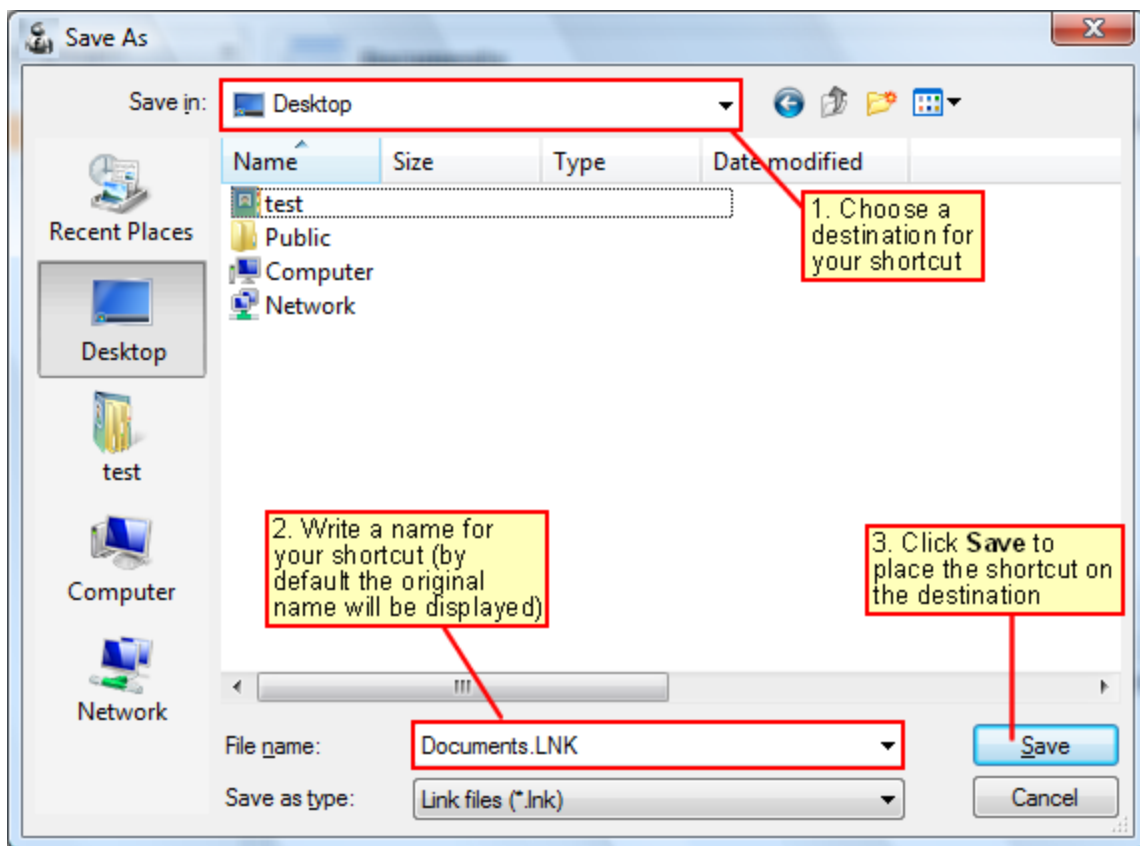 Save As
Save in:
Desktop
Name Size Type Date modified
Recent Places
Desktop
test
Computer
Network
test
Public
Computer
Network
1. Choose a
destination for
your shortcut
2. Write a name for
your shortcut (by
default the original
name will be displayed)
3. Click Save to
place the shortcut on
the destination
File name:
Documents.LNK
Save
Save as type:
Link files (*.lnk)
Cancel